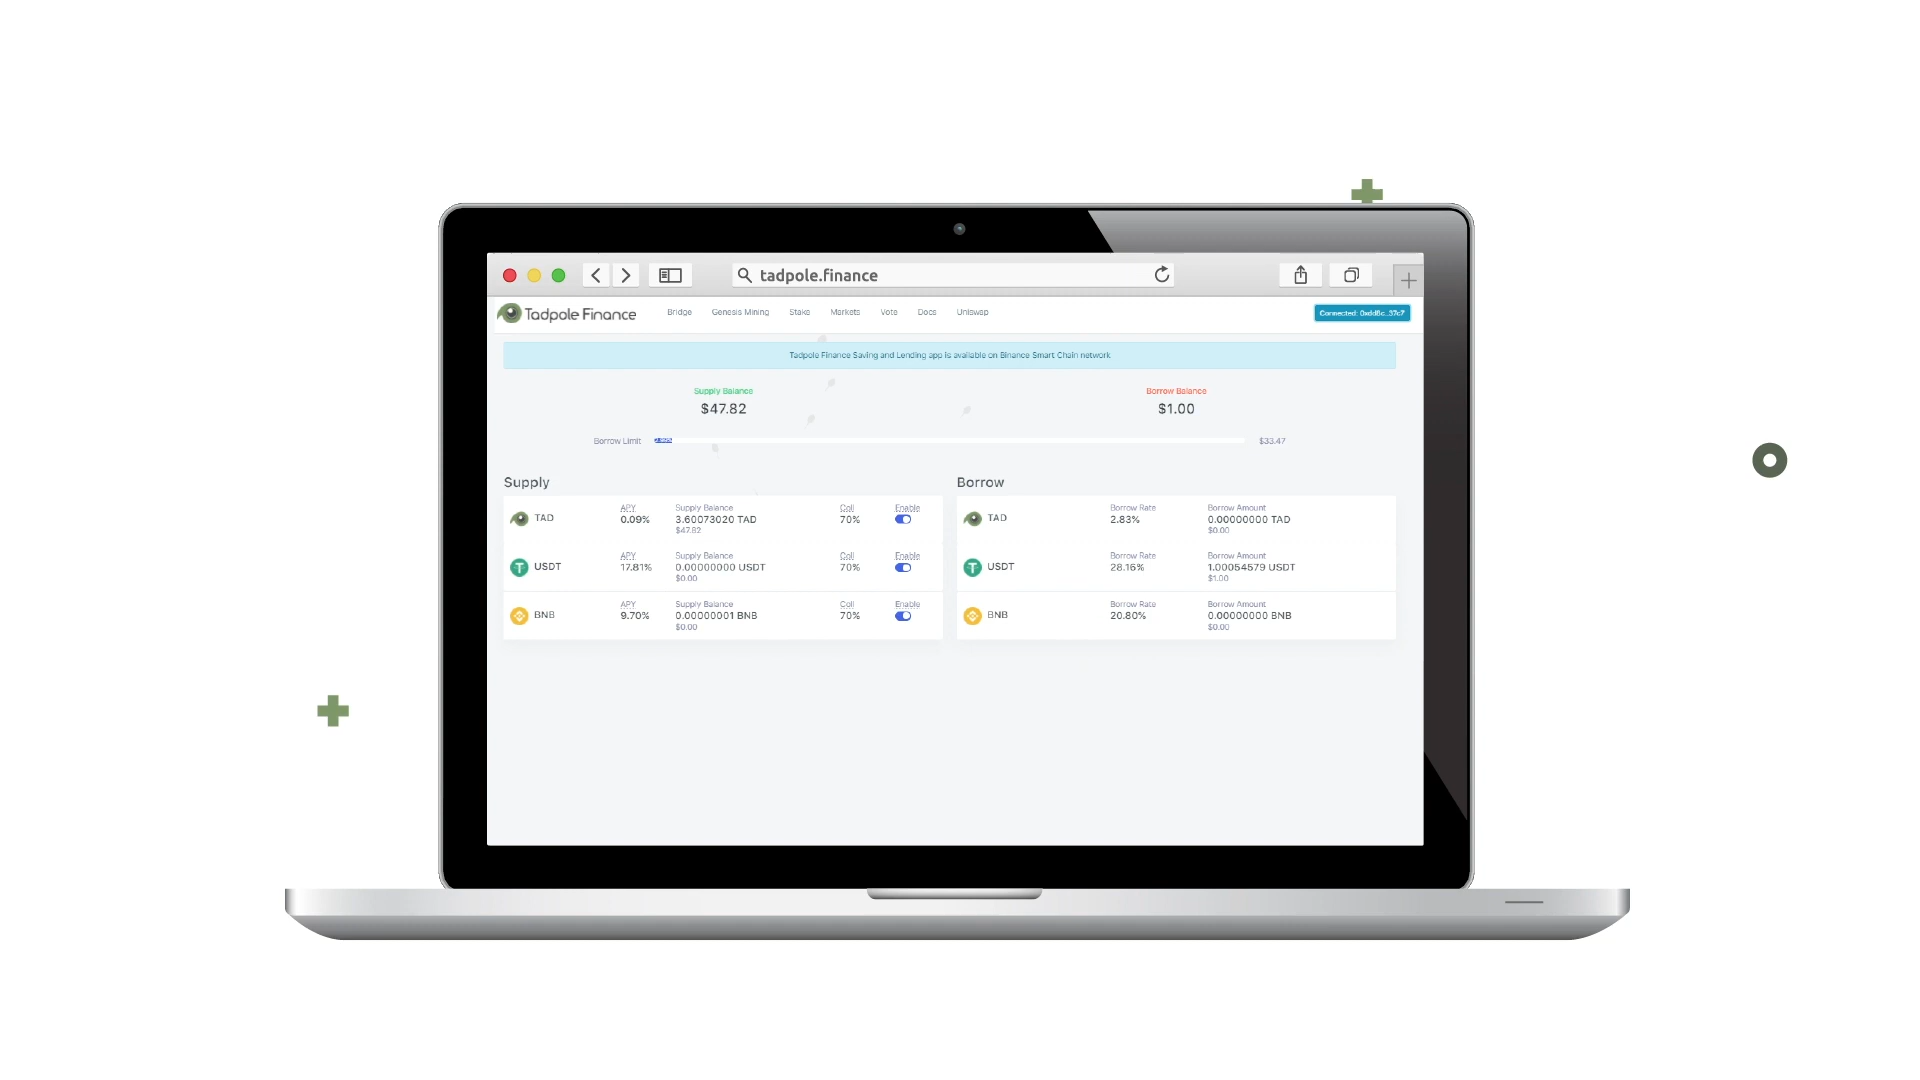 tadpole.finance
Tadpole Finance
Bridge Genesis Mining Stake Markets Vote Docs Uniswap
Connected: 0xdd8c...37c7
Tadpole Finance Saving and Lending app is available on Binance Smart Chain network
Supply Balance
$47.82
Borrow Balance
$1.00
Borrow Limit
$33.47
Supply
TAD
APY
0.09%
Supply Balance
3.60073020 TAD
$47.82
Coll
70%
Enable
USDT
APY
17.81%
Supply Balance
0.00000000 USDT
$0.00
Coll
70%
Enable
BNB
APY
9.70%
Supply Balance
0.00000001 BNB
$0.00
Coll
70%
Enable
Borrow
TAD
Borrow Rate
2.83%
Borrow Amount
0.00000000 TAD
$0.00
USDT
Borrow Rate
28.16%
Borrow Amount
1.00054579 USDT
$1.00
BNB
Borrow Rate
20.80%
Borrow Amount
0.00000000 BNB
$0.00